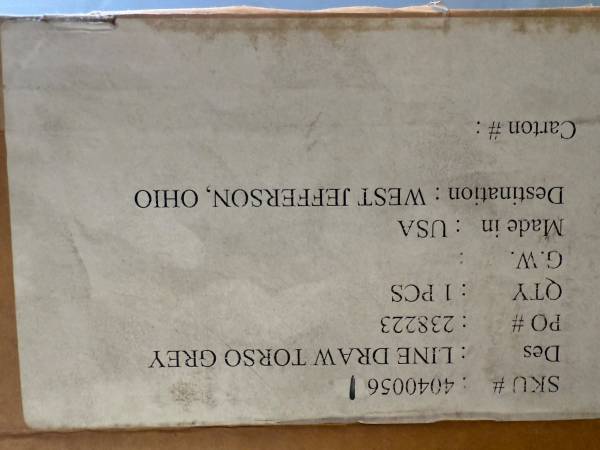 SKU # : 4040056
Des : LINE DRAW TORSO GREY
PO # : 238223
QTY : 1 PCS
G.W. :
Made in : USA
Destination : WEST JEFFERSON, OHIO
Carton # :